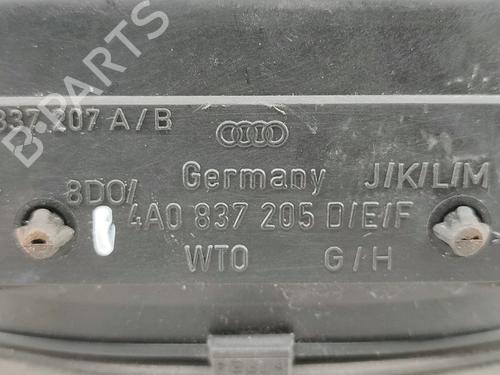 B-PARTS
837 207 A/B
Germany J/K/L/M
8D0/
4A0 837 205 D/E/F
WTO G/H